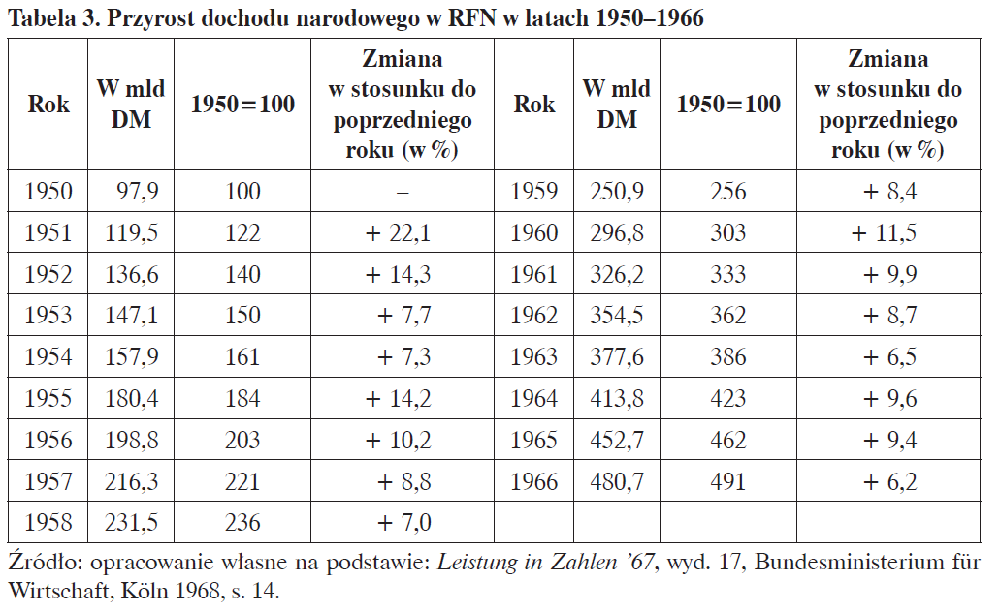 Tabela 3. Przyrost dochodu narodowego w RFN w latach 1950–1966
Rok | W mld DM | 1950=100 | Zmiana w stosunku do poprzedniego roku (w %) | Rok | W mld DM | 1950=100 | Zmiana w stosunku do poprzedniego roku (w %)
1950 | 97,9 | 100 | – | 1959 | 250,9 | 256 | + 8,4
1951 | 119,5 | 122 | + 22,1 | 1960 | 296,8 | 303 | + 11,5
1952 | 136,6 | 140 | + 14,3 | 1961 | 326,2 | 333 | + 9,9
1953 | 147,1 | 150 | + 7,7 | 1962 | 354,5 | 362 | + 8,7
1954 | 157,9 | 161 | + 7,3 | 1963 | 377,6 | 386 | + 6,5
1955 | 180,4 | 184 | + 14,2 | 1964 | 413,8 | 423 | + 9,6
1956 | 198,8 | 203 | + 10,2 | 1965 | 452,7 | 462 | + 9,4
1957 | 216,3 | 221 | + 8,8 | 1966 | 480,7 | 491 | + 6,2
1958 | 231,5 | 236 | + 7,0
Źródło: opracowanie własne na podstawie: Leistung in Zahlen ’67, wyd. 17, Bundesministerium für
Wirtschaft, Köln 1968, s. 14.